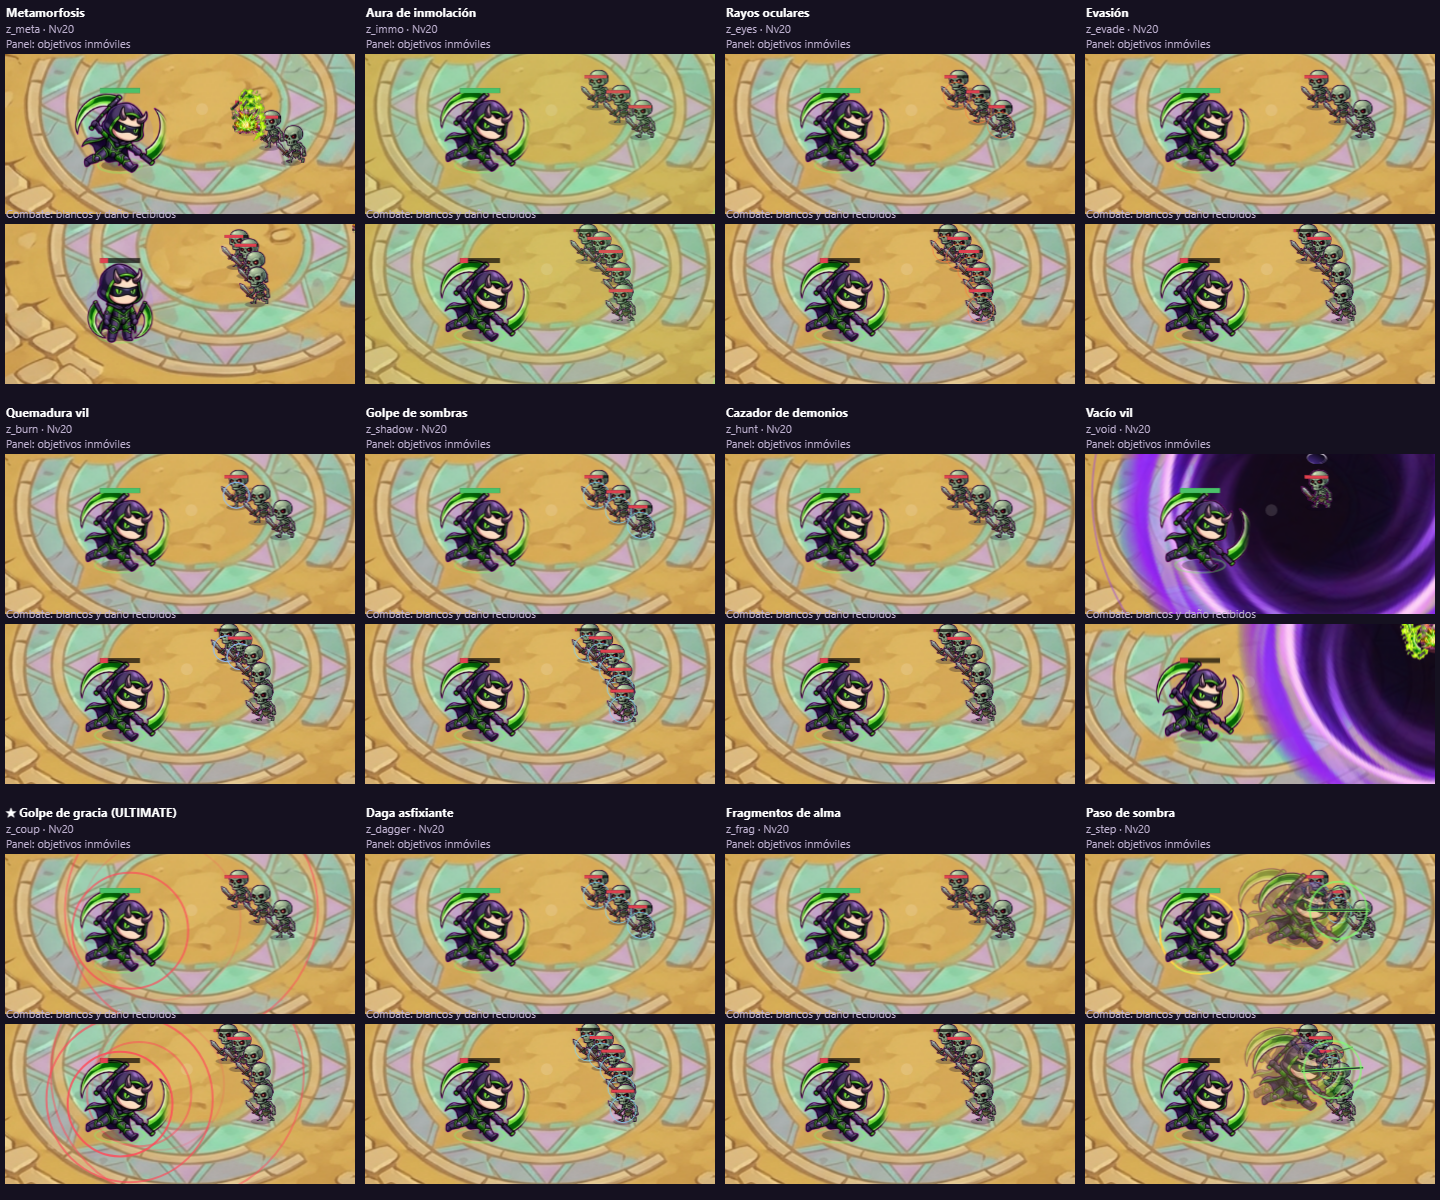 Metamorfosis
z_meta · Nv20
Panel: objetivos inmóviles
Combate: blancos y daño recibidos
Aura de inmolación
z_immo · Nv20
Panel: objetivos inmóviles
Combate: blancos y daño recibidos
Rayos oculares
z_eyes · Nv20
Panel: objetivos inmóviles
Combate: blancos y daño recibidos
Evasión
z_evade · Nv20
Panel: objetivos inmóviles
Combate: blancos y daño recibidos
Quemadura vil
z_burn · Nv20
Panel: objetivos inmóviles
Combate: blancos y daño recibidos
Golpe de sombras
z_shadow · Nv20
Panel: objetivos inmóviles
Combate: blancos y daño recibidos
Cazador de demonios
z_hunt · Nv20
Panel: objetivos inmóviles
Combate: blancos y daño recibidos
Vacío vil
z_void · Nv20
Panel: objetivos inmóviles
Combate: blancos y daño recibidos
★ Golpe de gracia (ULTIMATE)
z_coup · Nv20
Panel: objetivos inmóviles
Combate: blancos y daño recibidos
Daga asfixiante
z_dagger · Nv20
Panel: objetivos inmóviles
Combate: blancos y daño recibidos
Fragmentos de alma
z_frag · Nv20
Panel: objetivos inmóviles
Combate: blancos y daño recibidos
Paso de sombra
z_step · Nv20
Panel: objetivos inmóviles
Combate: blancos y daño recibidos